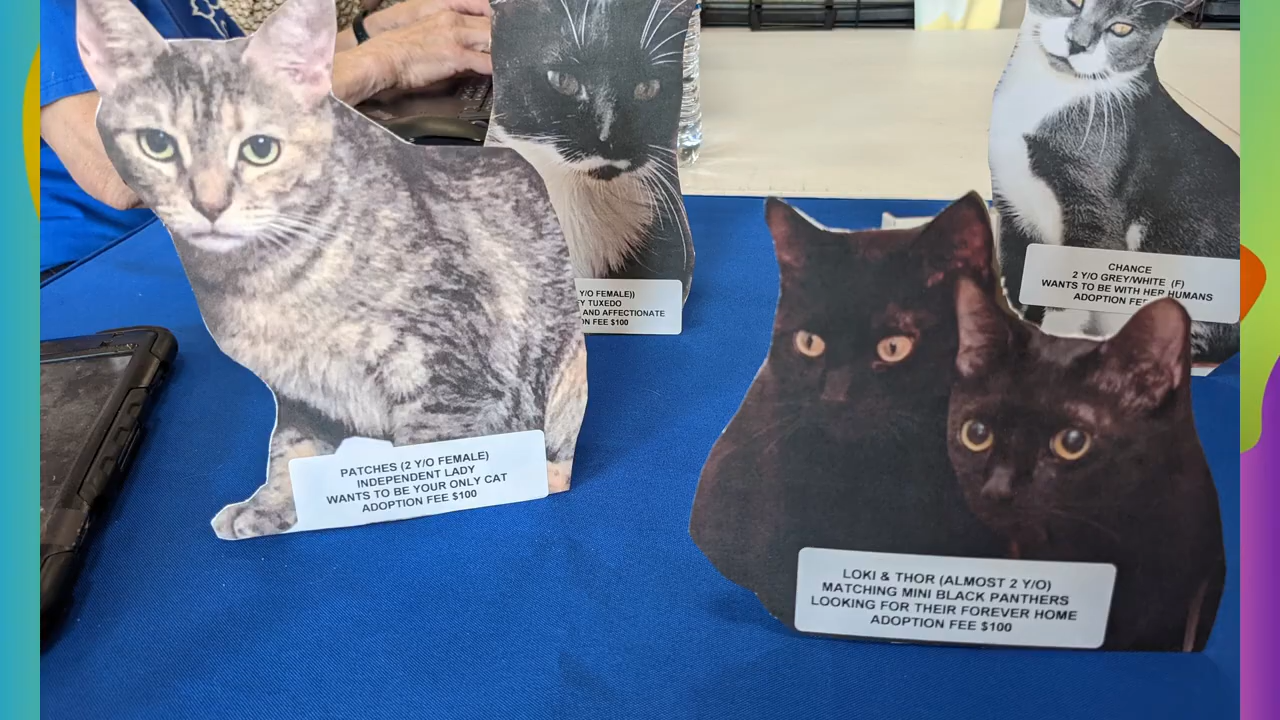 PATCHES (2 Y/O FEMALE)
INDEPENDENT LADY
WANTS TO BE YOUR ONLY CAT
ADOPTION FEE $100
Y/O FEMALE))
TUXEDO
AND AFFECTIONATE
FEE $100
LOKI & THOR (ALMOST 2 Y/O)
MATCHING MINI BLACK PANTHERS
LOOKING FOR THEIR FOREVER HOME
ADOPTION FEE $100
CHANCE
2 Y/O GREY/WHITE (F)
WANTS TO BE WITH HER HUMANS
ADOPTION